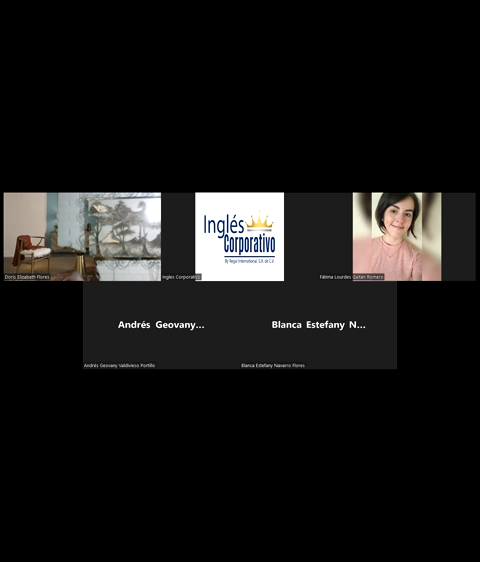 Inglés
Corporativo
By Regal International, S.A. de C.V.
Doris Elizabeth Flores
Ingles Corporativo
Fátima Lourdes Gaitán Romero
Andrés Geovany...
Blanca Estefany N...
Andrés Geovany Valdivieso Portillo
Blanca Estefany Navarro Flores